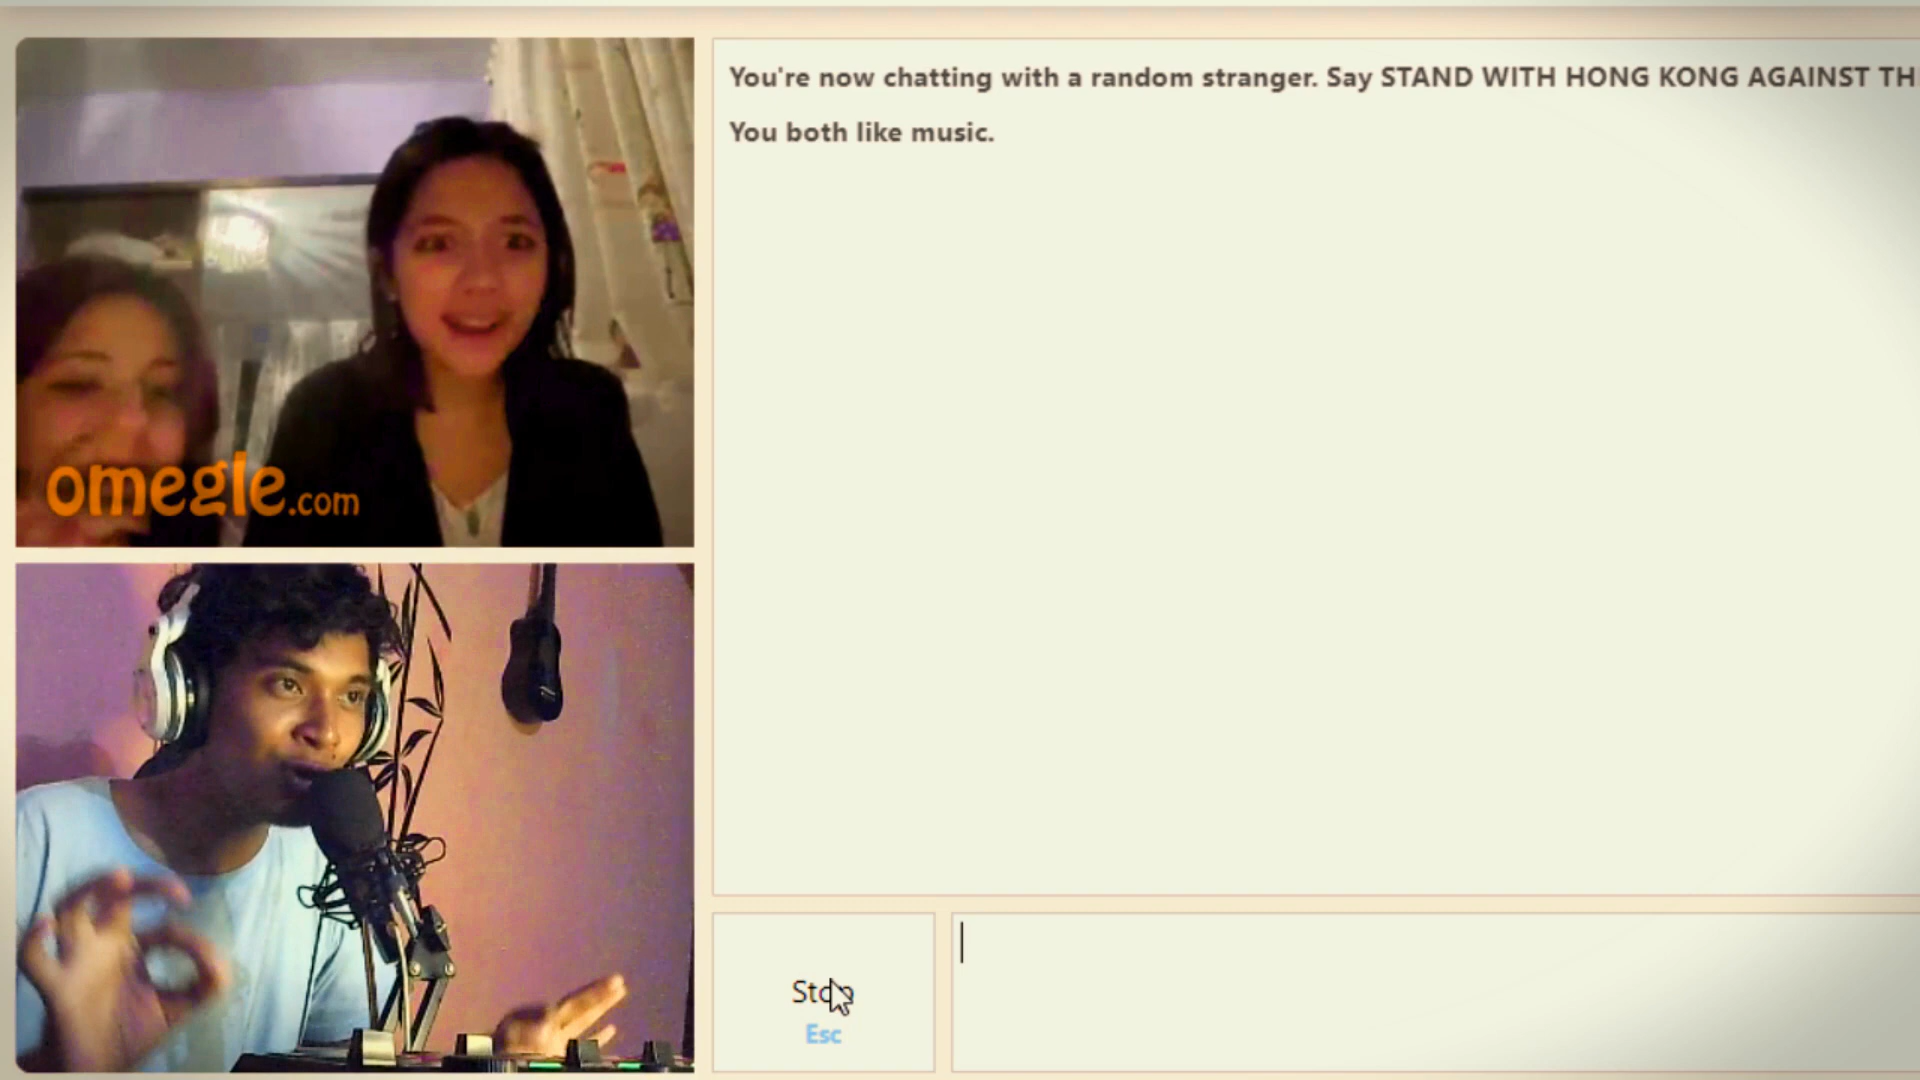 You're now chatting with a random stranger. Say STAND WITH HONG KONG AGAINST
You both like music.
omegle.com
Stop
Esc